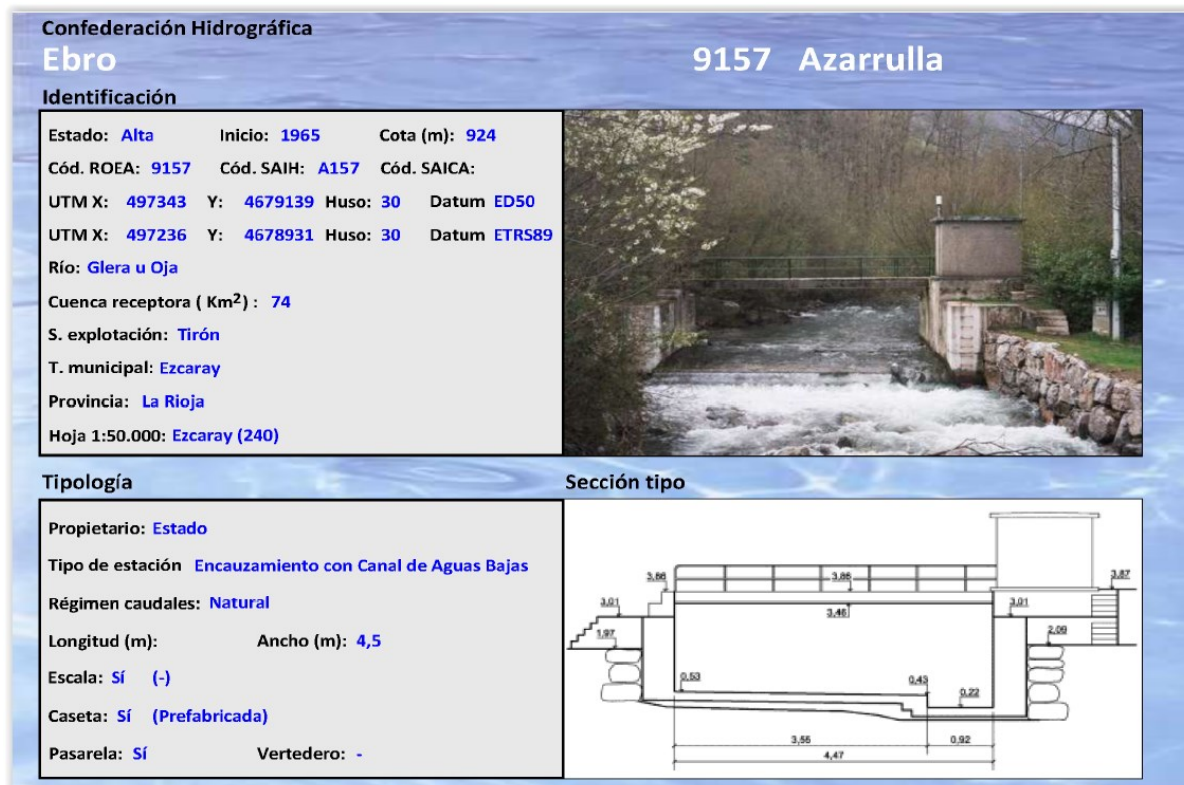 Confederación Hidrográfica
Ebro 9157 Azarrulla
Identificación
Estado: Alta Inicio: 1965 Cota (m): 924
Cód. ROEA: 9157 Cód. SAIH: A157 Cód. SAICA:
UTM X: 497343 Y: 4679139 Huso: 30 Datum ED50
UTM X: 497236 Y: 4678931 Huso: 30 Datum ETRS89
Río: Glera u Oja
Cuenca receptora ( Km2) : 74
S. explotación: Tirón
T. municipal: Ezcaray
Provincia: La Rioja
Hoja 1:50.000: Ezcaray (240)
Tipología
Propietario: Estado
Tipo de estación Encauzamiento con Canal de Aguas Bajas
Régimen caudales: Natural
Longitud (m): Ancho (m): 4,5
Escala: Sí (-)
Caseta: Sí (Prefabricada)
Pasarela: Sí Vertedero: -
Sección tipo
3,86 3,86 3,87
3,01 3,46 3,01
1,97 2,09
0,53 0,43 0,22
3,55 0,92
4,47